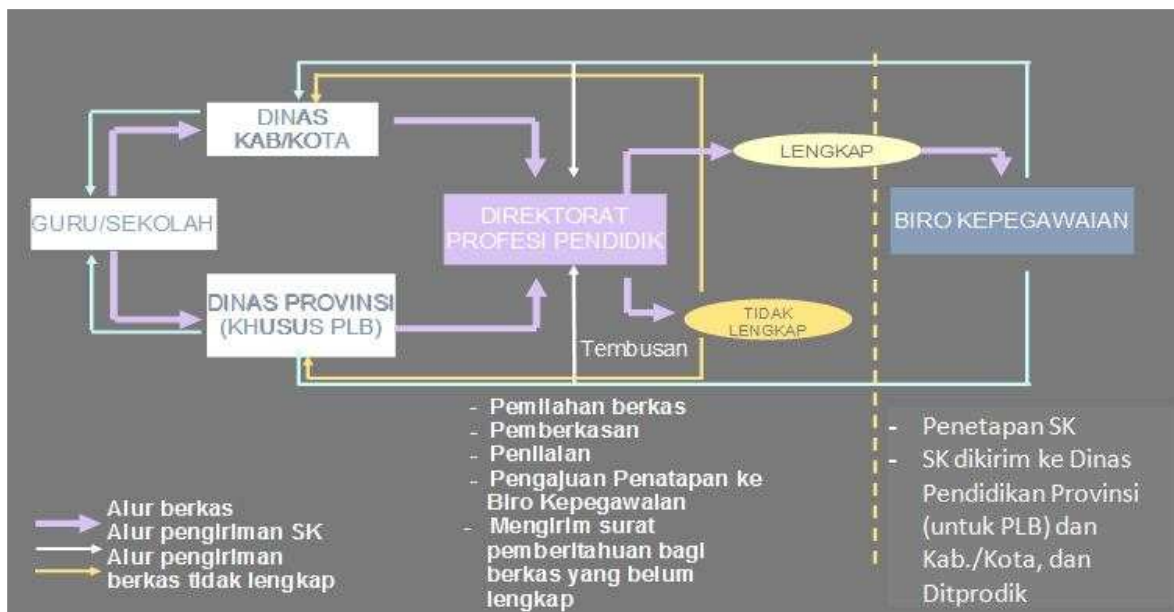 DINAS
KAB/KOTA
LENGKAP
GURU/SEKOLAH
DIREKTORAT
PROFESI PENDIDIK
BIRO KEPEGAWAIAN
DINAS PROVINSI
(KHUSUS PLB)
TIDAK
LENGKAP
Tembusan
- Pemilahan berkas
- Pemberkasan
- Penilaian
- Pengajuan Penatapan ke
Biro Kepegawaian
- Mengirim surat
pemberitahuan bagi
berkas yang belum
lengkap
- Penetapan SK
- SK dikirim ke Dinas
Pendidikan Provinsi
(untuk PLB) dan
Kab./Kota, dan
Ditprodik
Alur berkas
Alur pengiriman SK
Alur pengiriman
berkas tidak lengkap